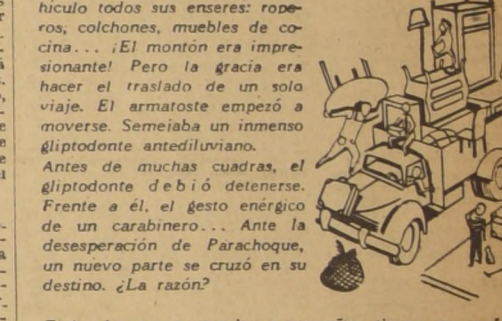 hículo todos sus enseres: rope-
ros, colchones, muebles de co-
cina... ¡El montón era impre-
sionante! Pero la gracia era
hacer el traslado de un solo
viaje. El armatoste empezó a
moverse. Semejaba un inmenso
gliptodonte antediluviano.
Antes de muchas cuadras, el
gliptodonte debió detenerse.
Frente a él, el gesto enérgico
de un carabinero... Ante la
desesperación de Parachoque,
un nuevo parte se cruzó en su
destino. ¿La razón?